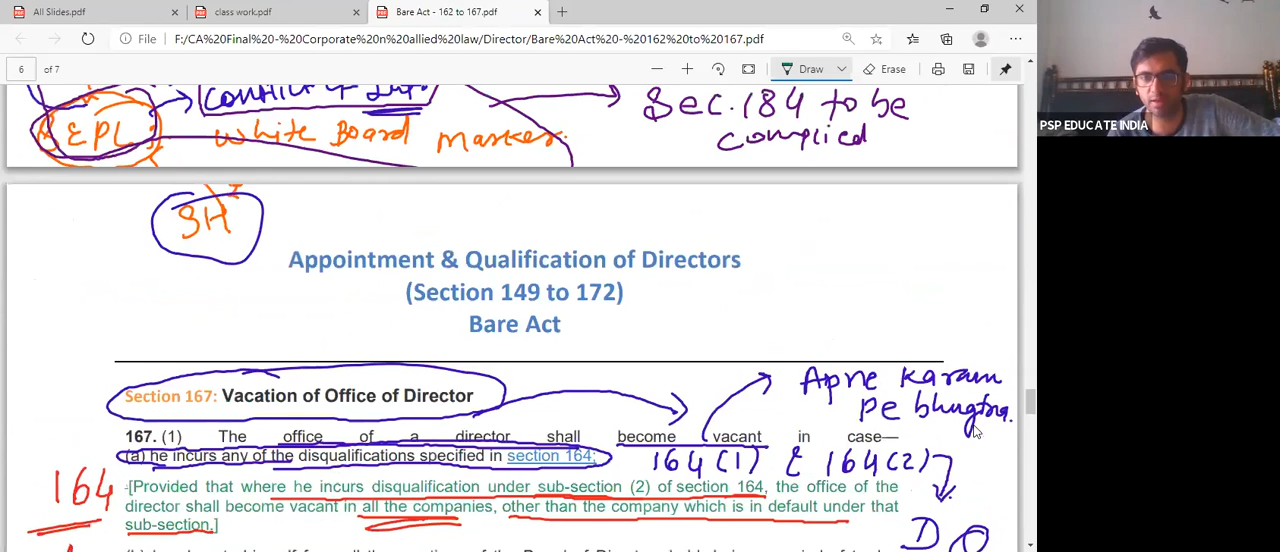 All Slides.pdf
class work.pdf
Bare Act - 162 to 167.pdf
File
F:/CA%20Final%20-%20Corporate%20n%20allied%20law/Director/Bare%20Act%20-%20162%20to%20167.pdf
6 of 7
Draw
Erase
Conflict of Int.
Sec. 184 to be
complied
EPL
White Board Marker.
PSP EDUCATE INDIA
SH
Appointment & Qualification of Directors
(Section 149 to 172)
Bare Act
Apne karam
pe bhugtna.
Section 167: Vacation of Office of Director
167. (1) The office of a director shall become vacant in case—
(a) he incurs any of the disqualifications specified in section 164;
164(1) & 164(2)
164
[Provided that where he incurs disqualification under sub-section (2) of section 164, the office of the
director shall become vacant in all the companies, other than the company which is in default under that
sub-section.]
D O